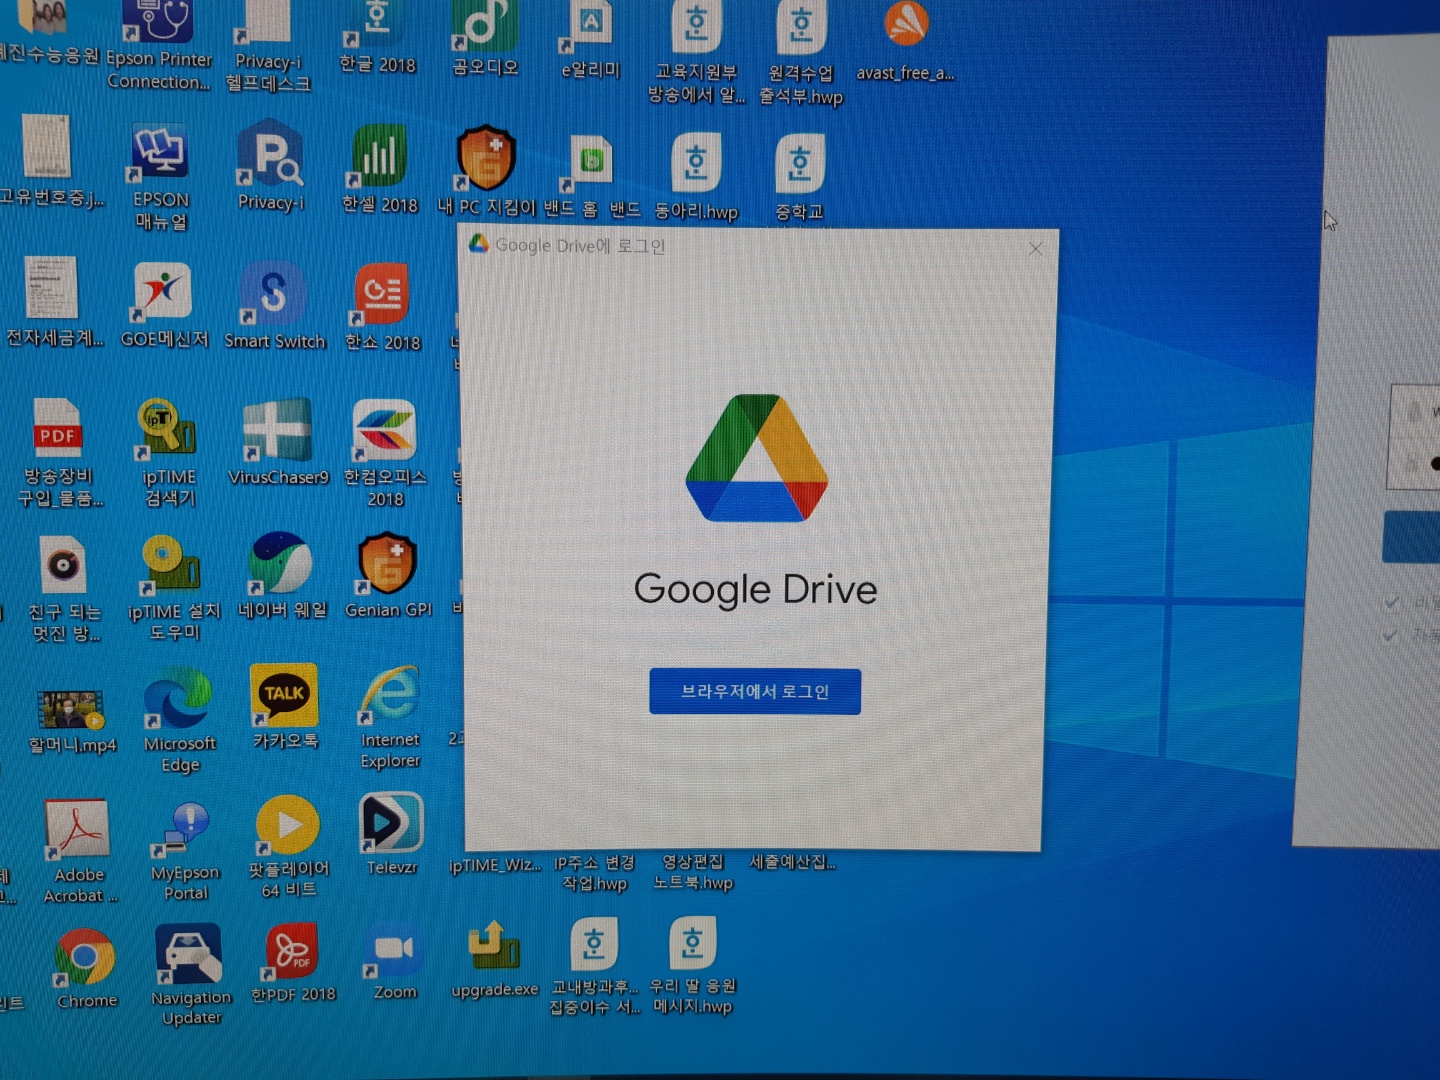 예진수능응원
Epson Printer
Connection...
Privacy-i
헬프데스크
한글 2018
곰오디오
e알리미
교육지원부
방송에서 알...
원격수업
출석부.hwp
avast_free_a...
고유번호증.j...
EPSON
매뉴얼
Privacy-i
한셀 2018
내 PC 지킴이
밴드 홈 밴드
동아리.hwp
중학교
Google Drive에 로그인
전자세금계...
GOE메신저
Smart Switch
한쇼 2018
PDF
방송장비
구입_물품...
ipT
ipTIME
검색기
VirusChaser9
한컴오피스
2018
친구 되는
멋진 방...
ipTIME 설치
도우미
네이버 웨일
Genian GPI
Google Drive
브라우저에서 로그인
할머니.mp4
Microsoft
Edge
TALK
카카오톡
Internet
Explorer
Adobe
Acrobat ...
MyEpson
Portal
팟플레이어
64 비트
Televzr
ipTIME_Wiz...
IP주소 변경
작업.hwp
영상편집
노트북.hwp
세출예산집...
Chrome
Navigation
Updater
PDF
한PDF 2018
Zoom
upgrade.exe
교내방과후...
집중이수 서...
우리 딸 응원
메시지.hwp